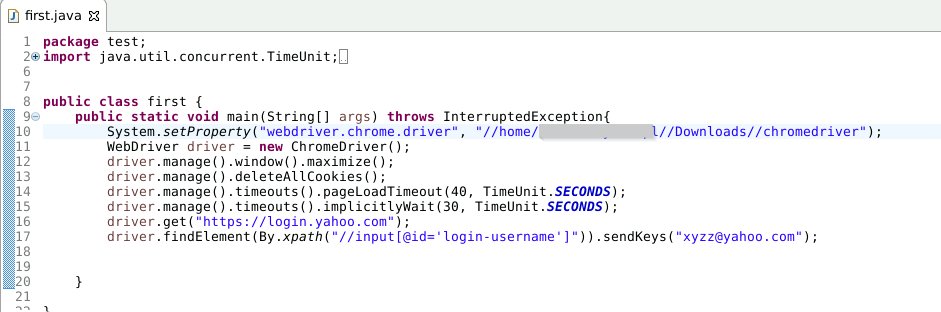 first.java
1 package test;
2 import java.util.concurrent.TimeUnit;
6
7
8 public class first {
9 public static void main(String[] args) throws InterruptedException{
10 System.setProperty("webdriver.chrome.driver", "//home/ l//Downloads//chromedriver");
11 WebDriver driver = new ChromeDriver();
12 driver.manage().window().maximize();
13 driver.manage().deleteAllCookies();
14 driver.manage().timeouts().pageLoadTimeout(40, TimeUnit.SECONDS);
15 driver.manage().timeouts().implicitlyWait(30, TimeUnit.SECONDS);
16 driver.get("https://login.yahoo.com");
17 driver.findElement(By.xpath("//input[@id='login-username']")).sendKeys("xyzz@yahoo.com");
18
19
20 }
21
22 }